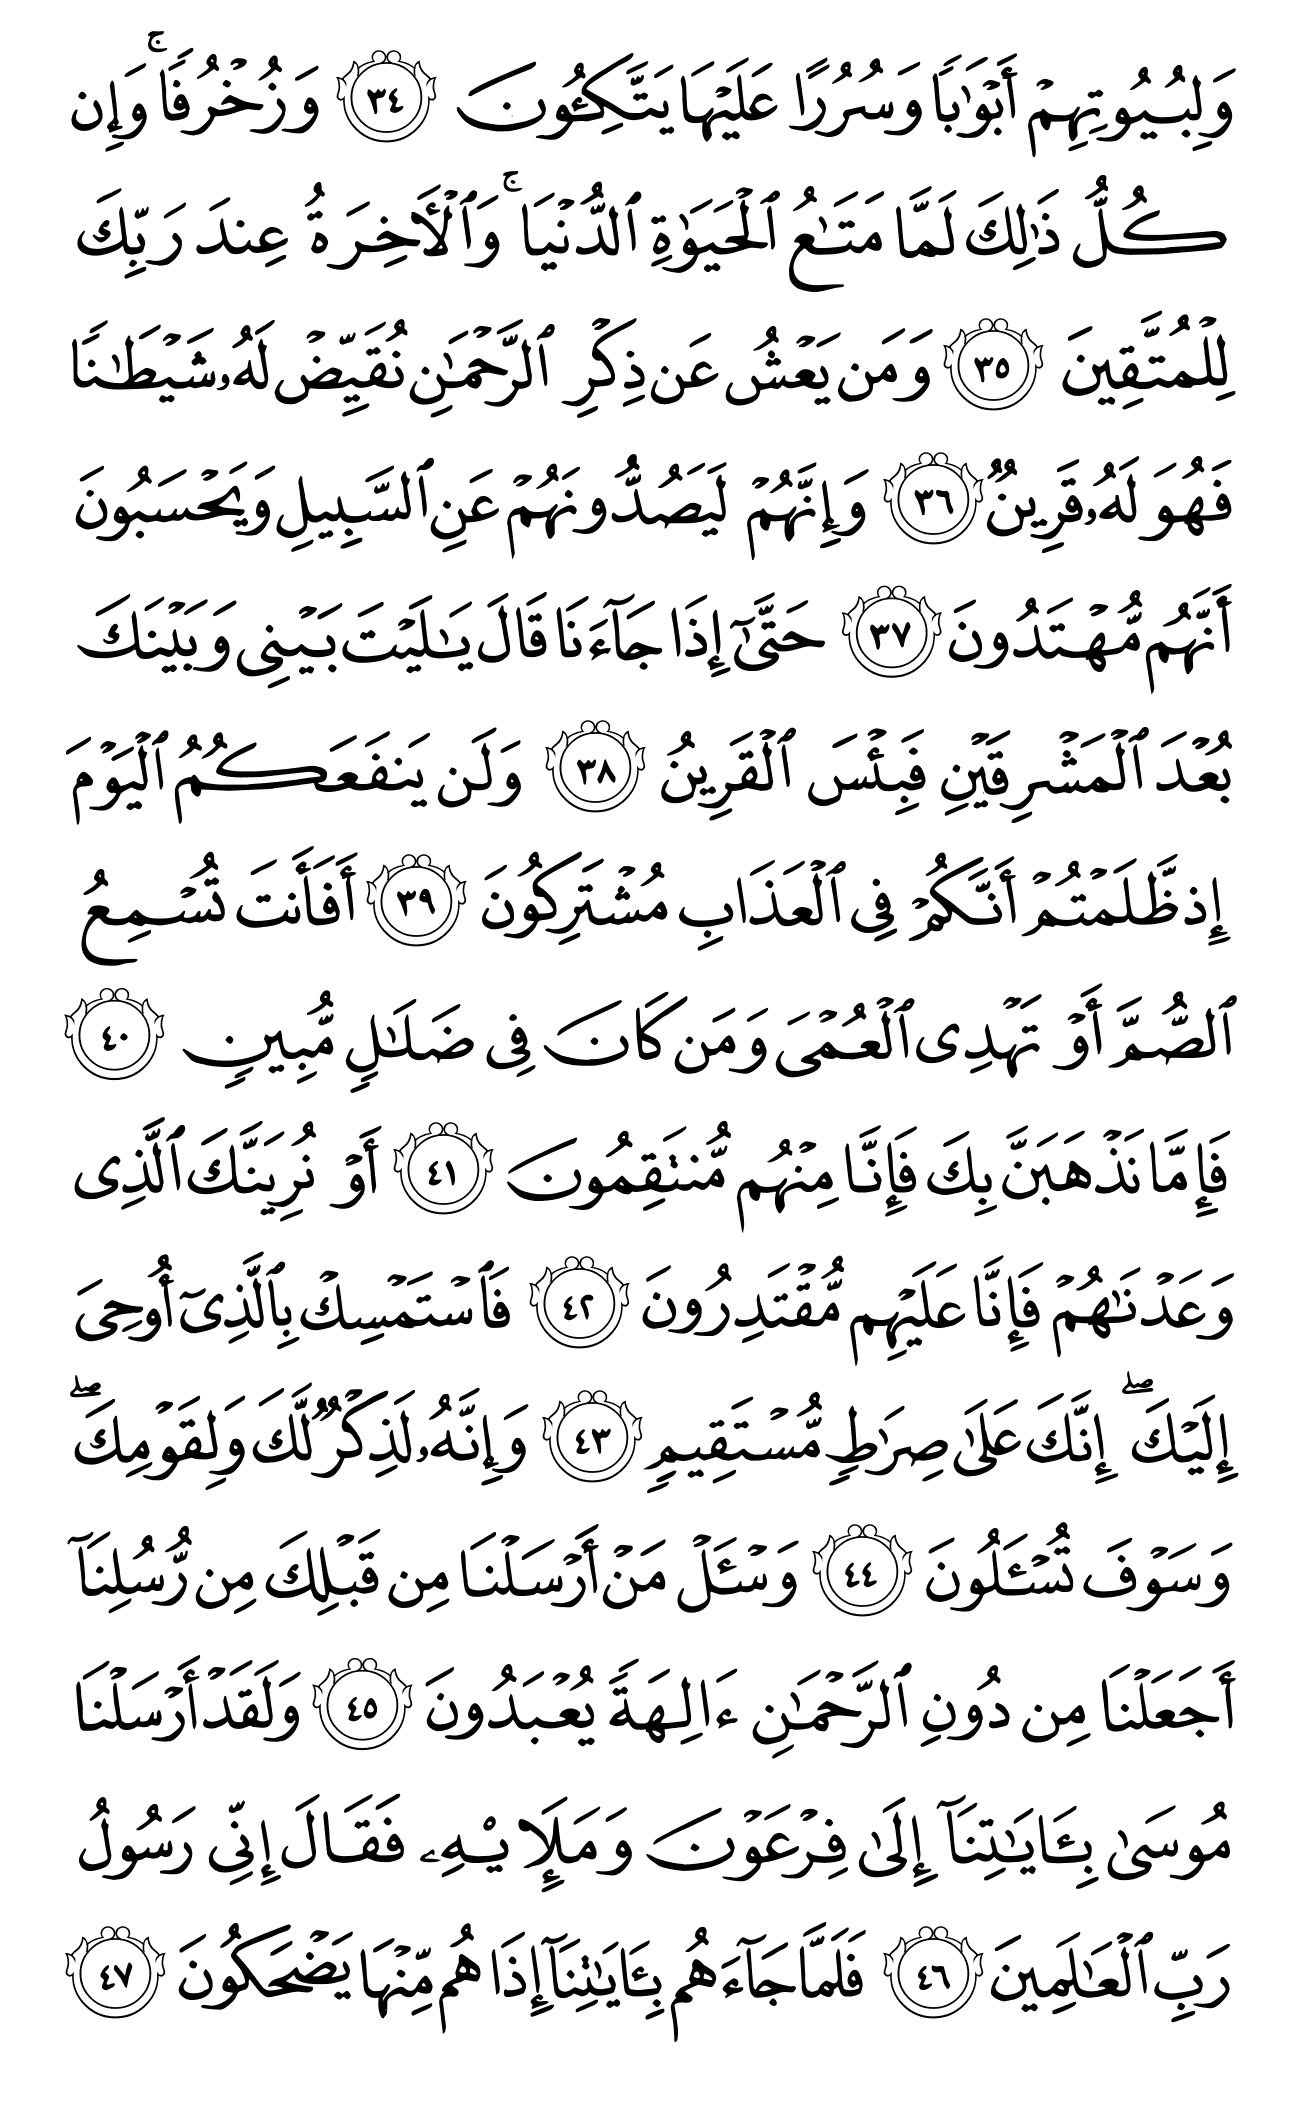 وَلِبُيُوتِهِمْ أَبْوَٰبًا وَسُرُرًا عَلَيْهَا يَتَّكِـُٔونَ ٣٤ وَزُخْرُفًا ۚ وَإِن
كُلُّ ذَٰلِكَ لَمَّا مَتَـٰعُ ٱلْحَيَوٰةِ ٱلدُّنْيَا ۚ وَٱلْـَٔاخِرَةُ عِندَ رَبِّكَ
لِلْمُتَّقِينَ ٣٥ وَمَن يَعْشُ عَن ذِكْرِ ٱلرَّحْمَـٰنِ نُقَيِّضْ لَهُۥ شَيْطَـٰنًا
فَهُوَ لَهُۥ قَرِينٌ ٣٦ وَإِنَّهُمْ لَيَصُدُّونَهُمْ عَنِ ٱلسَّبِيلِ وَيَحْسَبُونَ
أَنَّهُم مُّهْتَدُونَ ٣٧ حَتَّىٰٓ إِذَا جَآءَنَا قَالَ يَـٰلَيْتَ بَيْنِى وَبَيْنَكَ
بُعْدَ ٱلْمَشْرِقَيْنِ فَبِئْسَ ٱلْقَرِينُ ٣٨ وَلَن يَنفَعَكُمُ ٱلْيَوْمَ
إِذ ظَّلَمْتُمْ أَنَّكُمْ فِى ٱلْعَذَابِ مُشْتَرِكُونَ ٣٩ أَفَأَنتَ تُسْمِعُ
ٱلصُّمَّ أَوْ تَهْدِى ٱلْعُمْىَ وَمَن كَانَ فِى ضَلَـٰلٍ مُّبِينٍ ٤٠
فَإِمَّا نَذْهَبَنَّ بِكَ فَإِنَّا مِنْهُم مُّنتَقِمُونَ ٤١ أَوْ نُرِيَنَّكَ ٱلَّذِى
وَعَدْنَـٰهُمْ فَإِنَّا عَلَيْهِم مُّقْتَدِرُونَ ٤٢ فَٱسْتَمْسِكْ بِٱلَّذِىٓ أُوحِىَ
إِلَيْكَ ۖ إِنَّكَ عَلَىٰ صِرَٰطٍ مُّسْتَقِيمٍ ٤٣ وَإِنَّهُۥ لَذِكْرٌ لَّكَ وَلِقَوْمِكَ ۖ
وَسَوْفَ تُسْـَٔلُونَ ٤٤ وَسْـَٔلْ مَنْ أَرْسَلْنَا مِن قَبْلِكَ مِن رُّسُلِنَآ
أَجَعَلْنَا مِن دُونِ ٱلرَّحْمَـٰنِ ءَالِهَةً يُعْبَدُونَ ٤٥ وَلَقَدْ أَرْسَلْنَا
مُوسَىٰ بِـَٔايَـٰتِنَآ إِلَىٰ فِرْعَوْنَ وَمَلَإِيْهِۦ فَقَالَ إِنِّى رَسُولُ
رَبِّ ٱلْعَـٰلَمِينَ ٤٦ فَلَمَّا جَآءَهُم بِـَٔايَـٰتِنَآ إِذَا هُم مِّنْهَا يَضْحَكُونَ ٤٧